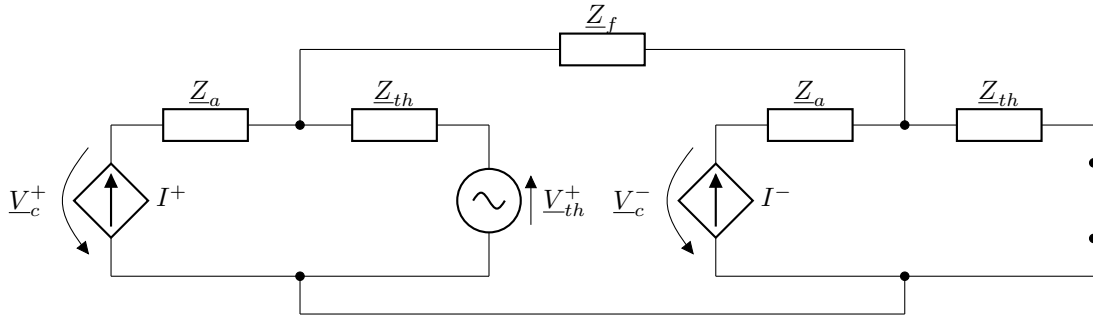 Z_f
Z_a
Z_th
Z_a
Z_th
V_c^+
I^+
V_th^+
V_c^-
I^-